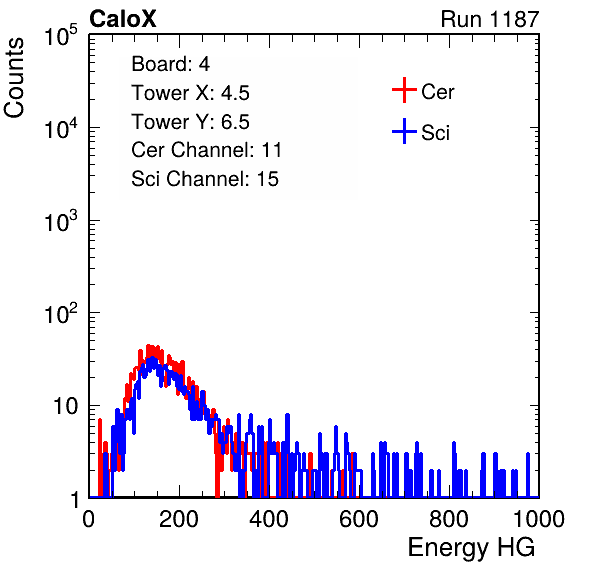 CaloX Run 1187
Counts
10^5
10^4
10^3
10^2
10
1
Board: 4
Tower X: 4.5
Tower Y: 6.5
Cer Channel: 11
Sci Channel: 15
Cer
Sci
0 200 400 600 800 1000
Energy HG